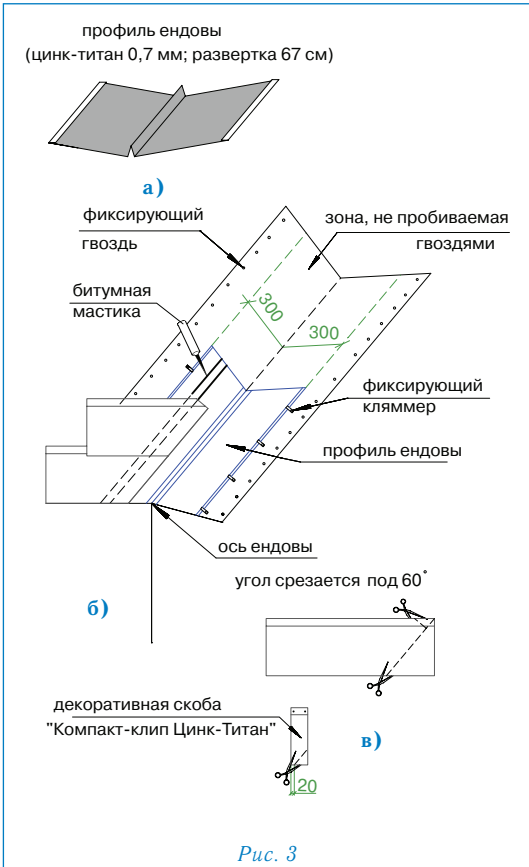 профиль ендовы
(цинк-титан 0,7 мм; развертка 67 см)
а)
фиксирующий
гвоздь
зона, не пробиваемая
гвоздями
битумная
мастика
300
300
фиксирующий
кляммер
профиль ендовы
ось ендовы
б)
угол срезается под 60°
декоративная скоба
"Компакт-клип Цинк-Титан"
в)
20
Рис. 3